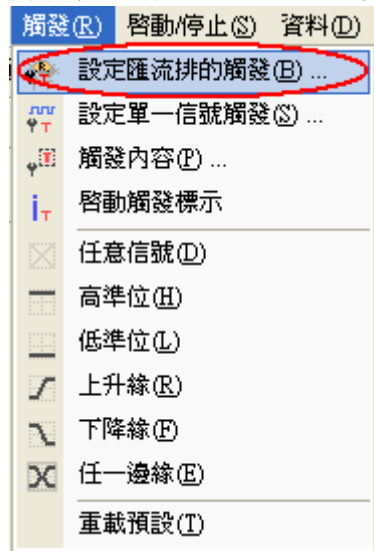 觸發(R) 啓動/停止(S) 資料(D)
設定匯流排的觸發(B) ...
設定單一信號觸發(S) ...
觸發內容(P) ...
啓動觸發標示
任意信號(D)
高準位(H)
低準位(L)
上升緣(R)
下降緣(F)
任一邊緣(E)
重載預設(T)